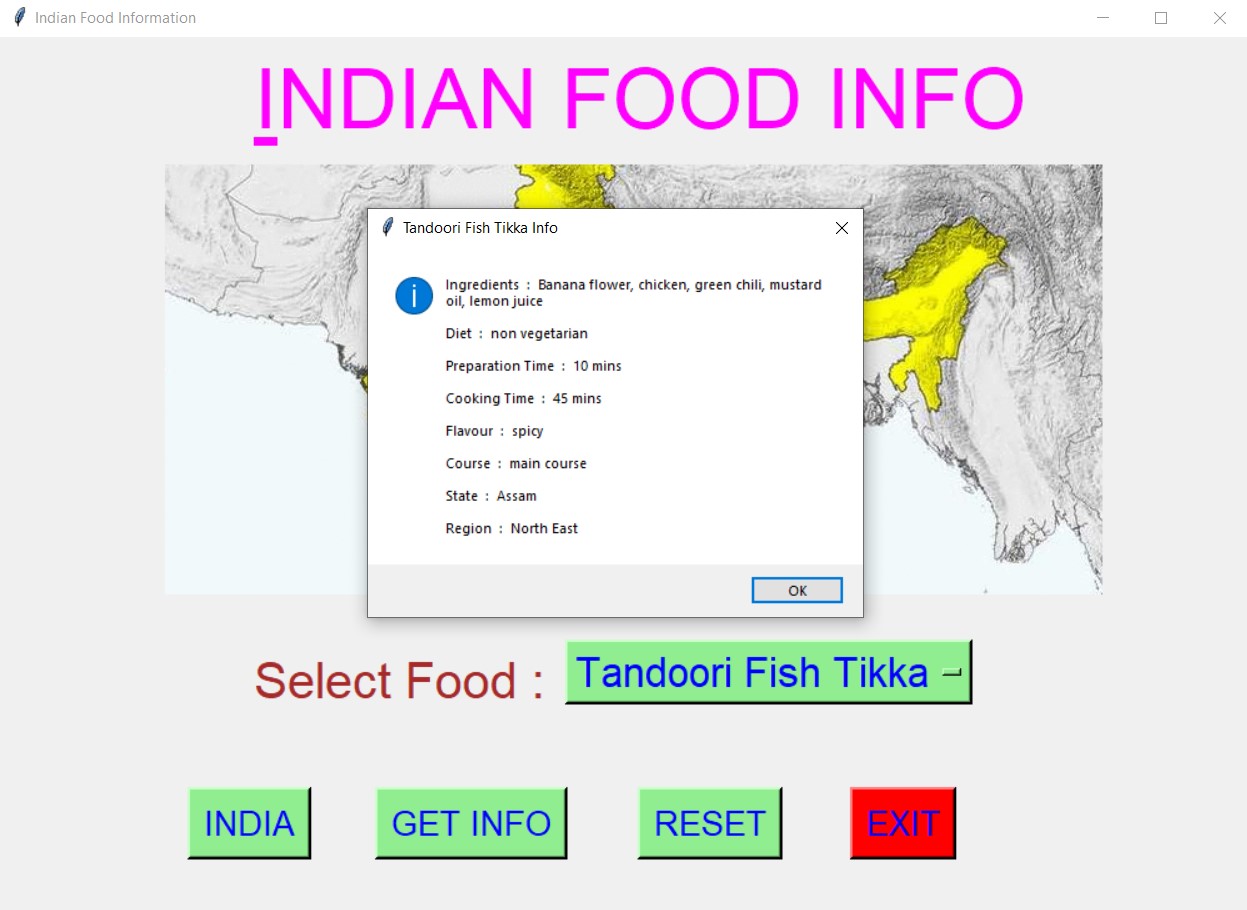 Indian Food Information
INDIAN FOOD INFO
Tandoori Fish Tikka Info
Ingredients : Banana flower, chicken, green chili, mustard
oil, lemon juice
Diet : non vegetarian
Preparation Time : 10 mins
Cooking Time : 45 mins
Flavour : spicy
Course : main course
State : Assam
Region : North East
OK
Select Food : Tandoori Fish Tikka
INDIA GET INFO RESET EXIT